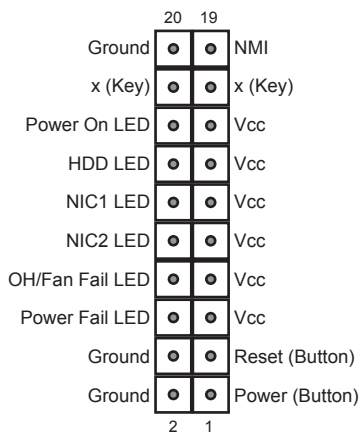 20 19
Ground NMI
x (Key) x (Key)
Power On LED Vcc
HDD LED Vcc
NIC1 LED Vcc
NIC2 LED Vcc
OH/Fan Fail LED Vcc
Power Fail LED Vcc
Ground Reset (Button)
Ground Power (Button)
2 1